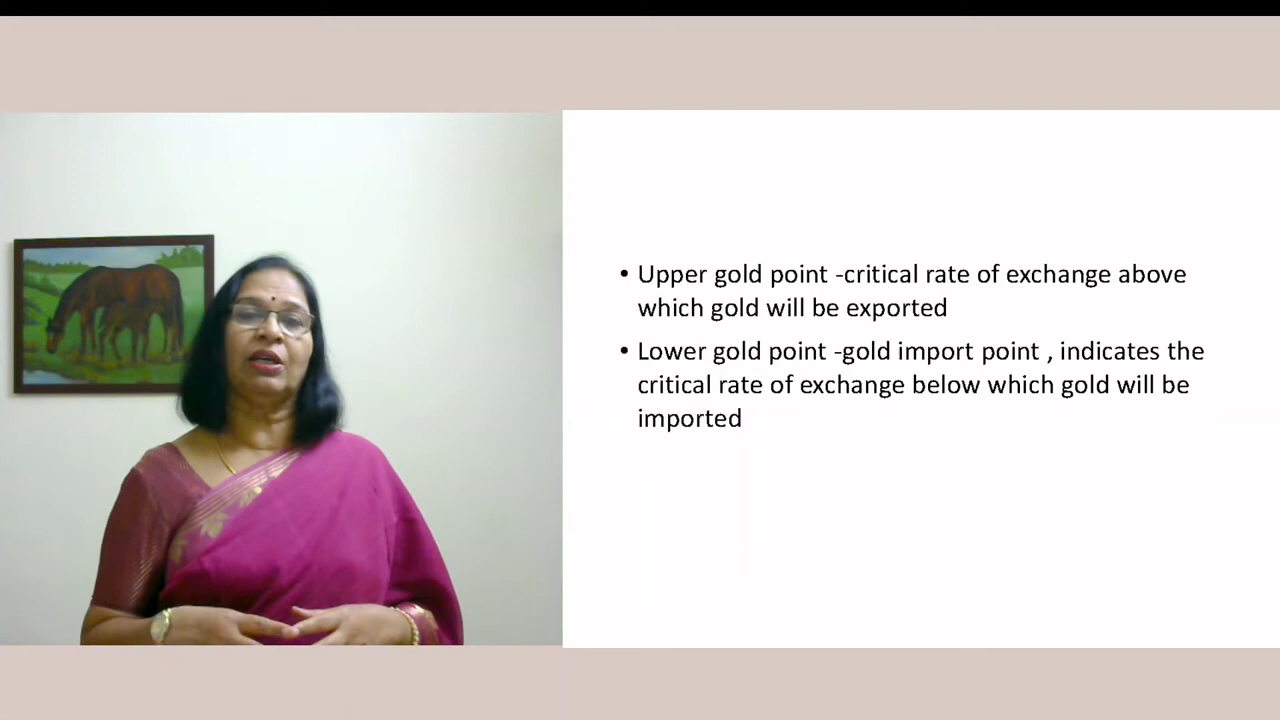 • Upper gold point -critical rate of exchange above
which gold will be exported
• Lower gold point -gold import point , indicates the
critical rate of exchange below which gold will be
imported